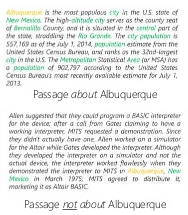 Albuquerque is the most populous city in the U.S. state of
New Mexico. The high-altitude city serves as the county seat
of Bernalillo County, and it is situated in the central part of
the state, straddling the Rio Grande. The city population is
557,169 as of the July 1, 2014, population estimate from the
United States Census Bureau, and ranks as the 32nd-largest
city in the U.S. The Metropolitan Statistical Area (or MSA) has
a population of 902,797 according to the United States
Census Bureau's most recently available estimate for July 1,
2013.
Passage about Albuquerque
Allen suggested that they could program a BASIC interpreter
for the device; after a call from Gates claiming to have a
working interpreter, MITS requested a demonstration. Since
they didn't actually have one, Allen worked on a simulator
for the Altair while Gates developed the interpreter. Although
they developed the interpreter on a simulator and not the
actual device, the interpreter worked flawlessly when they
demonstrated the interpreter to MITS in Albuquerque, New
Mexico in March 1975; MITS agreed to distribute it,
marketing it as Altair BASIC.
Passage not about Albuquerque